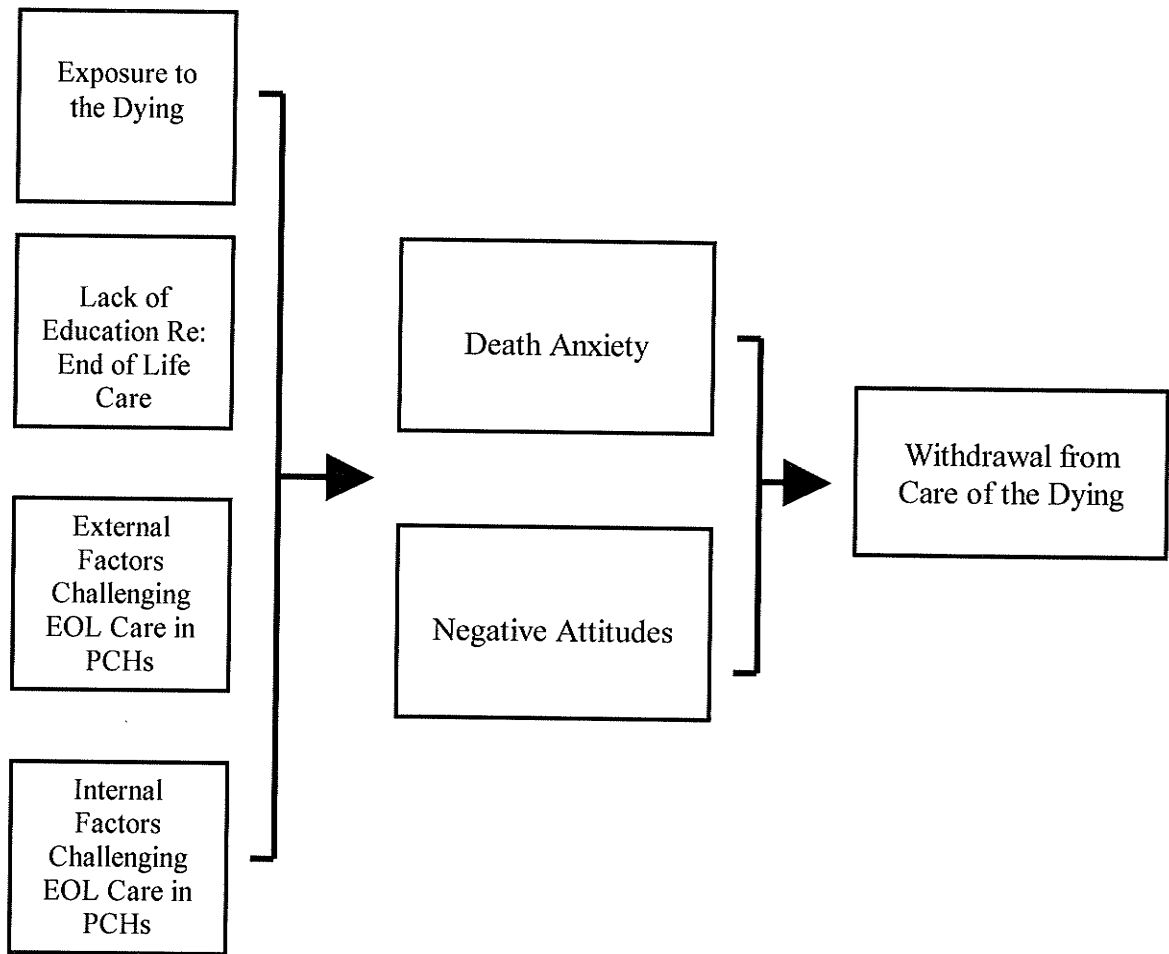 Exposure to
the Dying
Lack of
Education Re:
End of Life
Care
External
Factors
Challenging
EOL Care in
PCHs
Internal
Factors
Challenging
EOL Care in
PCHs
Death Anxiety
Negative Attitudes
Withdrawal from
Care of the Dying